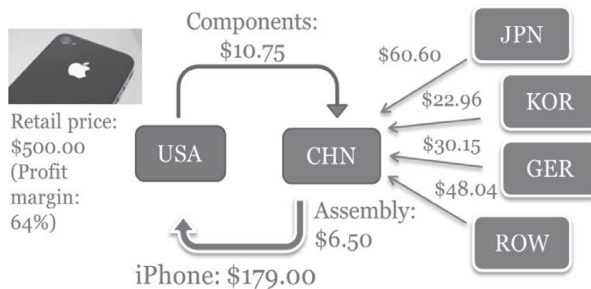 Components:
$10.75
JPN
$60.60
$22.96
KOR
Retail price:
$500.00
(Profit
margin:
64%)
USA
CHN
$30.15
GER
$48.04
Assembly:
$6.50
ROW
iPhone: $179.00